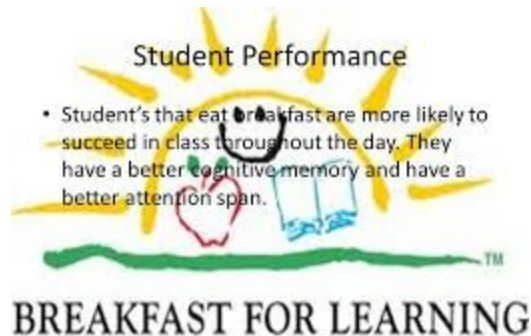 Student Performance
• Student's that eat breakfast are more likely to
succeed in class throughout the day. They
have a better cognitive memory and have a
better attention span.
TM
BREAKFAST FOR LEARNING